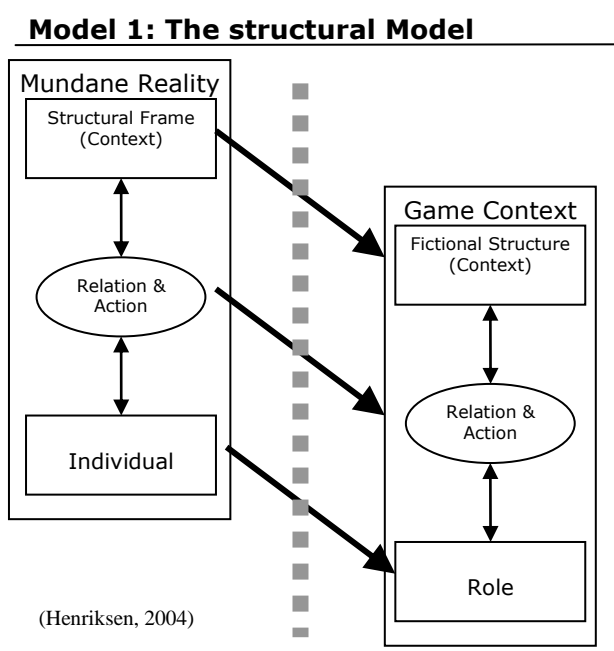 Model 1: The structural Model
Mundane Reality
Structural Frame
(Context)
Relation &
Action
Individual
Game Context
Fictional Structure
(Context)
Relation &
Action
Role
(Henriksen, 2004)